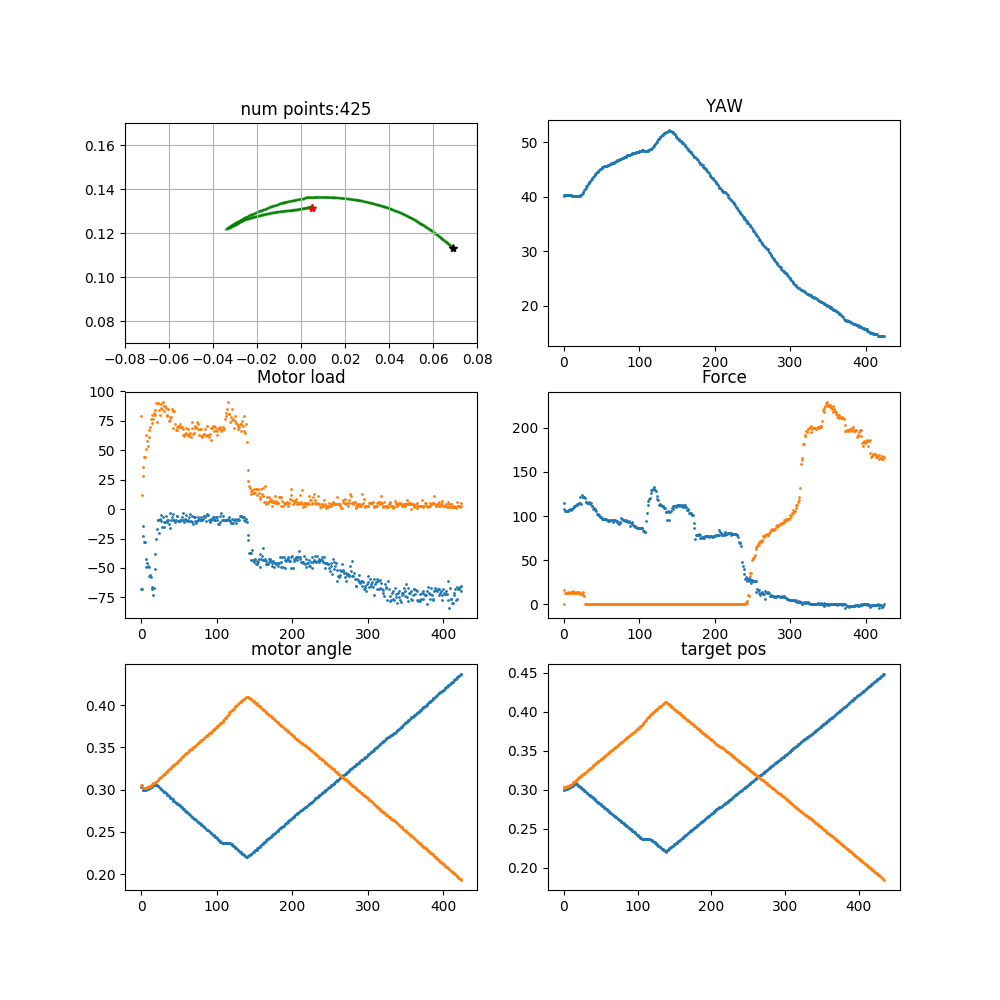 num points:425
YAW
0.16
0.14
0.12
0.10
0.08
−0.08 −0.06 −0.04 −0.02 0.00 0.02 0.04 0.06 0.08
50
40
30
20
0 100 200 300 400
Motor load
Force
100
75
50
25
0
−25
−50
−75
0 100 200 300 400
200
150
100
50
0
0 100 200 300 400
motor angle
target pos
0.40
0.35
0.30
0.25
0.20
0 100 200 300 400
0.45
0.40
0.35
0.30
0.25
0.20
0 100 200 300 400